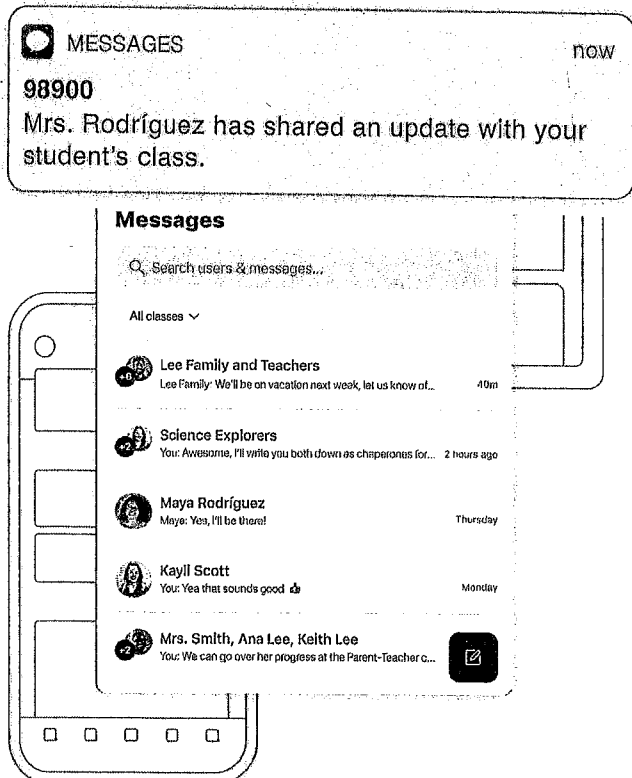 MESSAGES now
98900
Mrs. Rodríguez has shared an update with your
student's class.
Messages
Search users & messages...
All classes
+6 Lee Family and Teachers
Lee Family: We'll be on vacation next week, let us know of... 40m
+2 Science Explorers
You: Awesome, I'll write you both down as chaperones for... 2 hours ago
Maya Rodríguez
Maya: Yes, I'll be there! Thursday
Kayli Scott
You: Yea that sounds good 👍 Monday
+2 Mrs. Smith, Ana Lee, Keith Lee
You: We can go over her progress at the Parent-Teacher c...